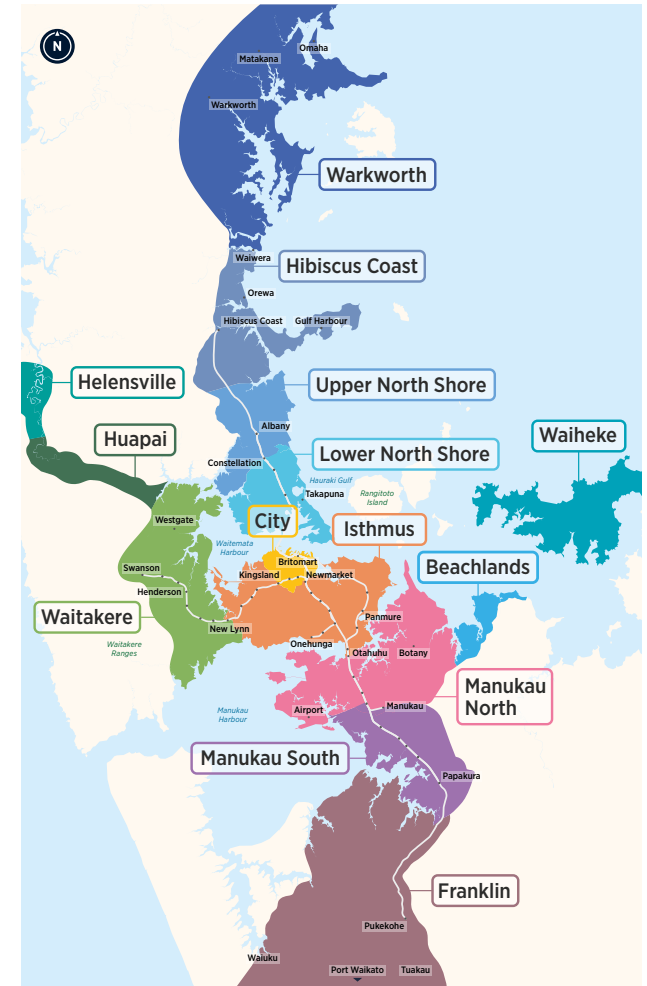 N
Omaha
Matakana
Warkworth
Warkworth
Waiwera
Hibiscus Coast
Orewa
Hibiscus Coast
Gulf Harbour
Helensville
Upper North Shore
Huapai
Albany
Waiheke
Lower North Shore
Constellation
Hauraki Gulf
Takapuna
Rangitoto
Island
Westgate
City
Isthmus
Waitemata
Harbour
Britomart
Beachlands
Swanson
Kingsland
Newmarket
Henderson
Waitakere
Panmure
New Lynn
Onehunga
Waitakere
Ranges
Otahuhu
Botany
Manukau
North
Manukau
Harbour
Airport
Manukau
Manukau South
Papakura
Franklin
Pukekohe
Waiuku
Port Waikato
Tuakau